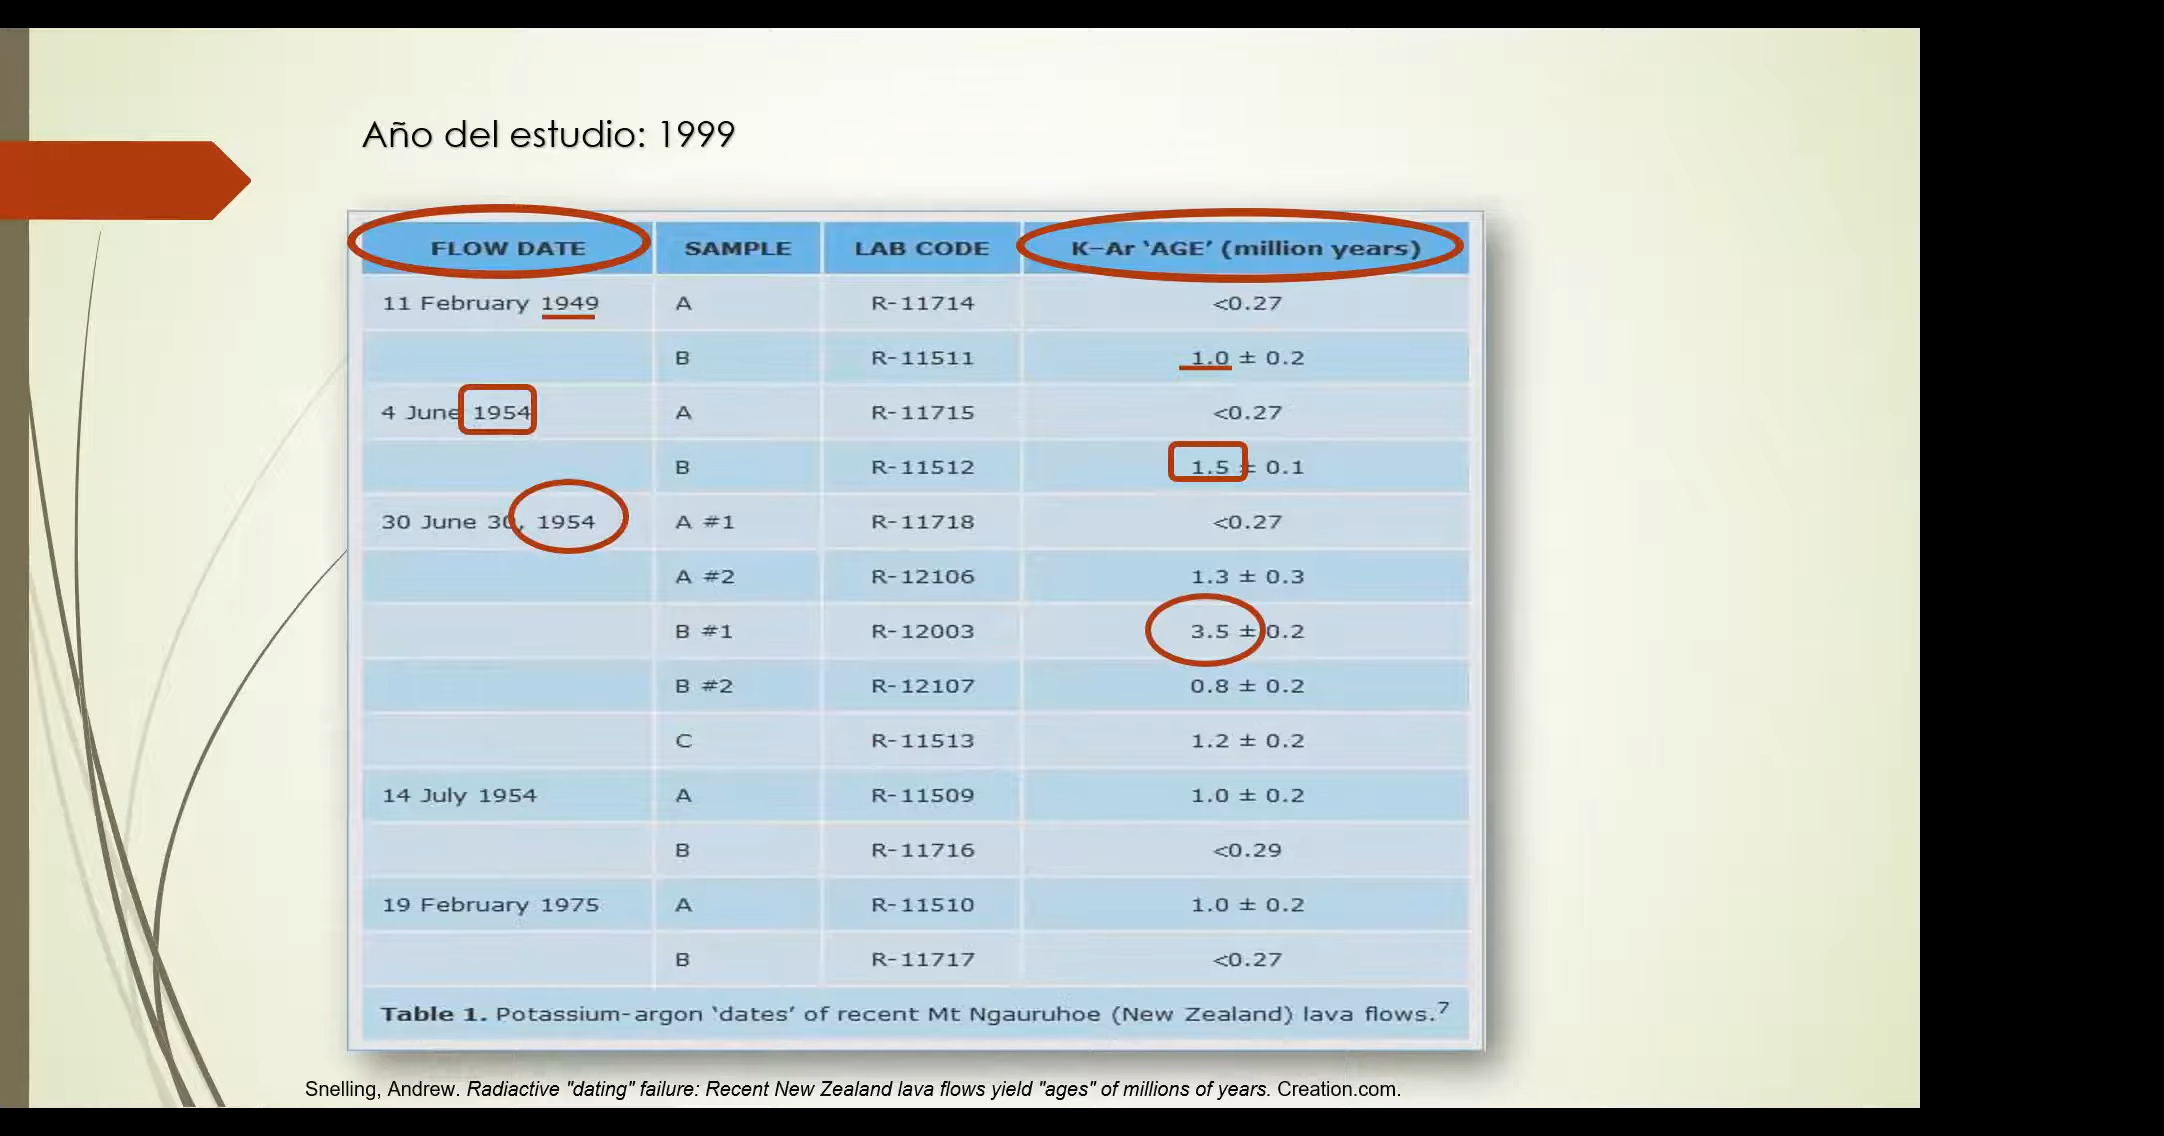 Año del estudio: 1999
FLOW DATE SAMPLE LAB CODE K–Ar ‘AGE’ (million years)
11 February 1949 A R-11714 <0.27
B R-11511 1.0 ± 0.2
4 June 1954 A R-11715 <0.27
B R-11512 1.5 ± 0.1
30 June 30, 1954 A #1 R-11718 <0.27
A #2 R-12106 1.3 ± 0.3
B #1 R-12003 3.5 ± 0.2
B #2 R-12107 0.8 ± 0.2
C R-11513 1.2 ± 0.2
14 July 1954 A R-11509 1.0 ± 0.2
B R-11716 <0.29
19 February 1975 A R-11510 1.0 ± 0.2
B R-11717 <0.27
Table 1. Potassium-argon ‘dates’ of recent Mt Ngauruhoe (New Zealand) lava flows.7
Snelling, Andrew. Radiactive "dating" failure: Recent New Zealand lava flows yield "ages" of millions of years. Creation.com.